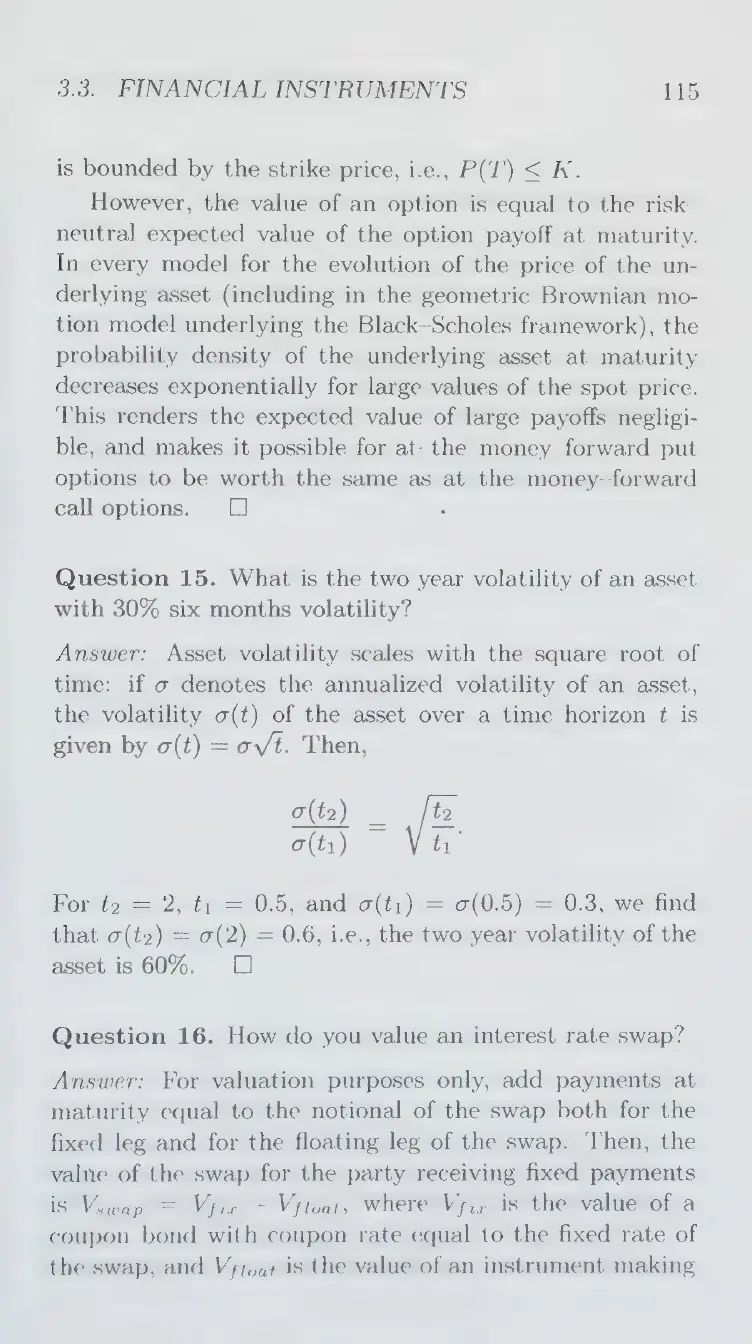 3.3. FINANCIAL INSTRUMENTS 115
is bounded by the strike price, i.e., P(T) ≤ K.
However, the value of an option is equal to the risk
neutral expected value of the option payoff at maturity.
In every model for the evolution of the price of the un-
derlying asset (including in the geometric Brownian mo-
tion model underlying the Black–Scholes framework), the
probability density of the underlying asset at maturity
decreases exponentially for large values of the spot price.
This renders the expected value of large payoffs negligi-
ble, and makes it possible for at- the money forward put
options to be worth the same as at the money–forward
call options. □
Question 15. What is the two year volatility of an asset
with 30% six months volatility?
Answer: Asset volatility scales with the square root of
time: if σ denotes the annualized volatility of an asset,
the volatility σ(t) of the asset over a time horizon t is
given by σ(t) = σ√t. Then,
σ(t₂)/σ(t₁) = √(t₂/t₁).
For t₂ = 2, t₁ = 0.5, and σ(t₁) = σ(0.5) = 0.3, we find
that σ(t₂) = σ(2) = 0.6, i.e., the two year volatility of the
asset is 60%. □
Question 16. How do you value an interest rate swap?
Answer: For valuation purposes only, add payments at
maturity equal to the notional of the swap both for the
fixed leg and for the floating leg of the swap. Then, the
value of the swap for the party receiving fixed payments
is V_swap = V_fix - V_float, where V_fix is the value of a
coupon bond with coupon rate equal to the fixed rate of
the swap, and V_float is the value of an instrument making